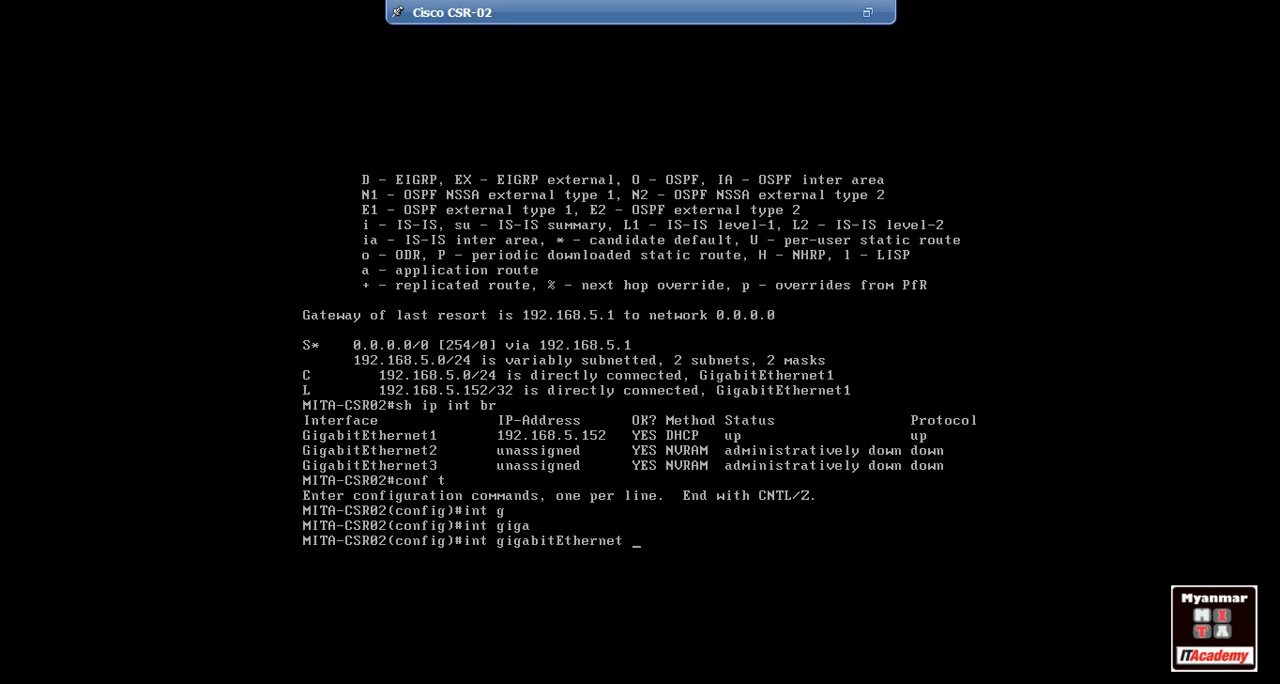 Cisco CSR-02
D - EIGRP, EX - EIGRP external, O - OSPF, IA - OSPF inter area
N1 - OSPF NSSA external type 1, N2 - OSPF NSSA external type 2
E1 - OSPF external type 1, E2 - OSPF external type 2
i - IS-IS, su - IS-IS summary, L1 - IS-IS level-1, L2 - IS-IS level-2
ia - IS-IS inter area, * - candidate default, U - per-user static route
o - ODR, P - periodic downloaded static route, H - NHRP, l - LISP
a - application route
+ - replicated route, % - next hop override, p - overrides from PfR
Gateway of last resort is 192.168.5.1 to network 0.0.0.0
S*    0.0.0.0/0 [254/0] via 192.168.5.1
192.168.5.0/24 is variably subnetted, 2 subnets, 2 masks
C        192.168.5.0/24 is directly connected, GigabitEthernet1
L        192.168.5.152/32 is directly connected, GigabitEthernet1
MITA-CSR02#sh ip int br
Interface              IP-Address      OK? Method Status                Protocol
GigabitEthernet1       192.168.5.152   YES DHCP   up                    up
GigabitEthernet2       unassigned      YES NVRAM  administratively down down
GigabitEthernet3       unassigned      YES NVRAM  administratively down down
MITA-CSR02#conf t
Enter configuration commands, one per line.  End with CNTL/Z.
MITA-CSR02(config)#int g
MITA-CSR02(config)#int giga
MITA-CSR02(config)#int gigabitEthernet _
Myanmar
M I
T A
ITAcademy